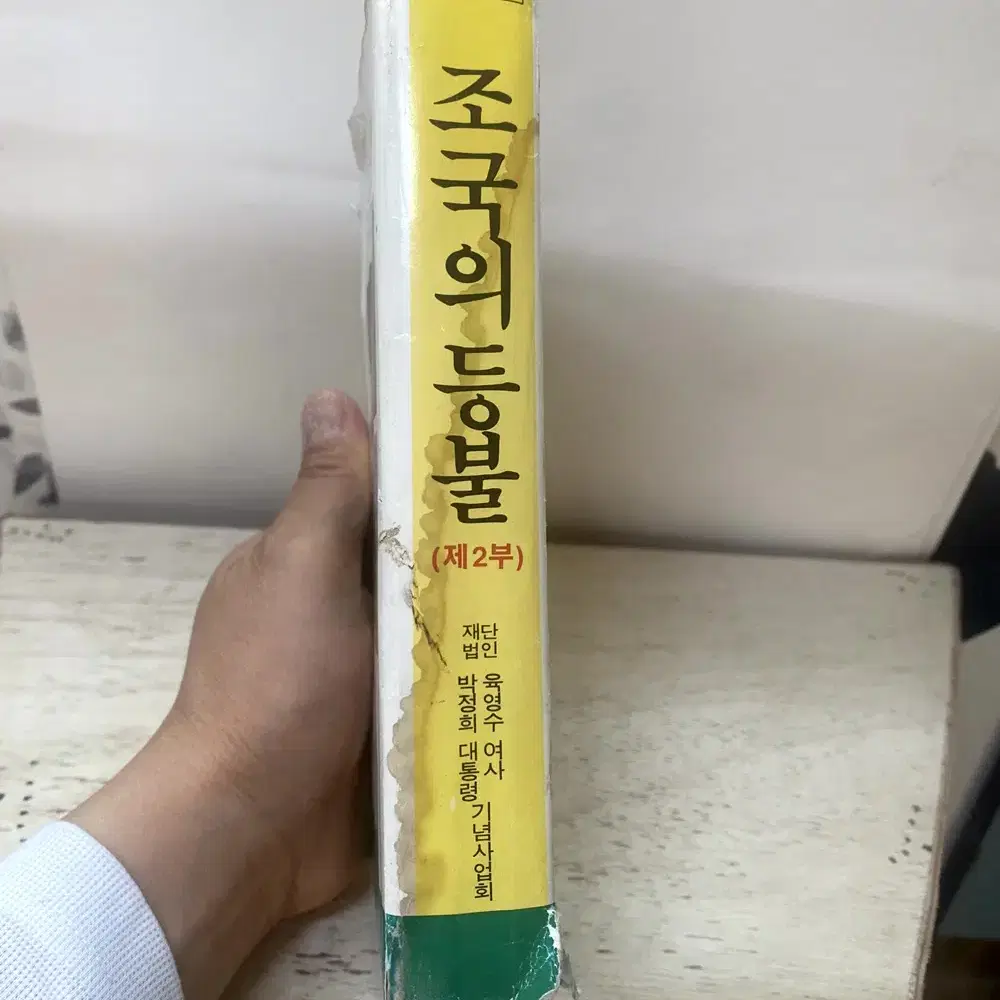 조국의 등불
(제2부)
재단
법인
박정희 대통령
육영수 여사
기념사업회